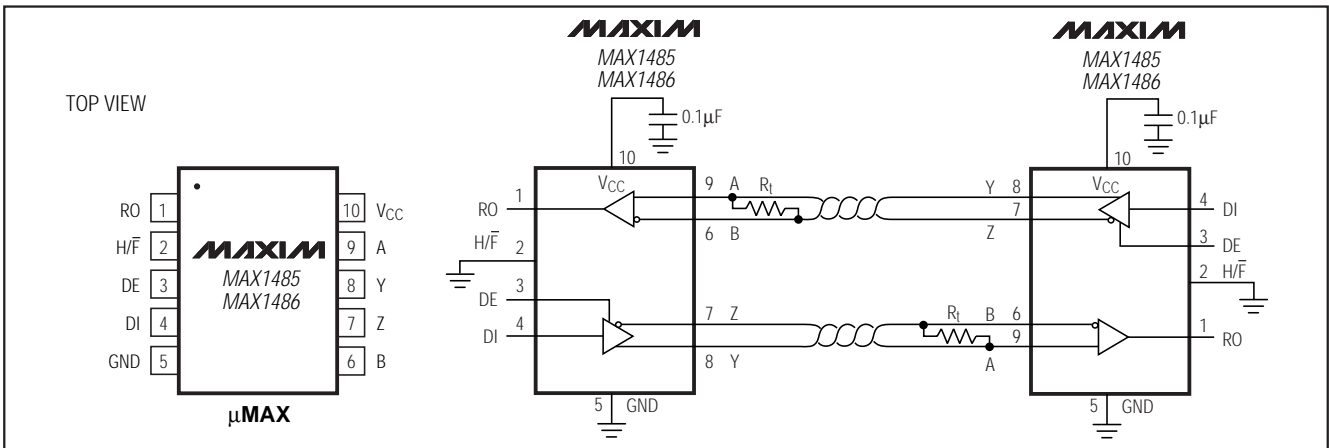 TOP VIEW
RO 1
H/F̅ 2
DE 3
DI 4
GND 5
10 VCC
9 A
8 Y
7 Z
6 B
MAXIM
MAX1485
MAX1486
µMAX
MAXIM
MAX1485
MAX1486
0.1µF
10
VCC
RO 1
H/F̅ 2
DE 3
DI 4
9 A Rt
6 B
7 Z
8 Y
5 GND
MAXIM
MAX1485
MAX1486
0.1µF
10
VCC
Y 8
Z 7
4 DI
3 DE
2 H/F̅
Rt B 6
A 9
1 RO
5 GND